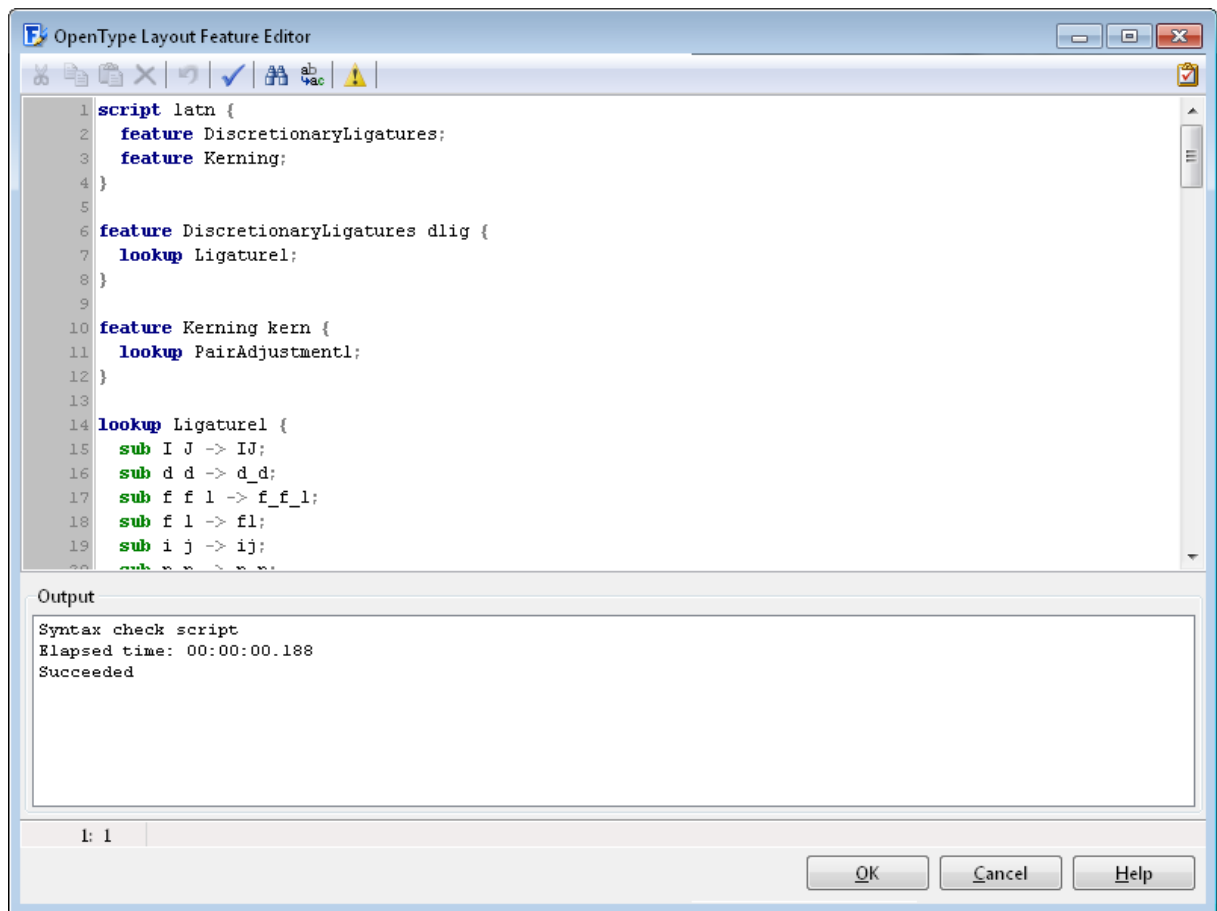 OpenType Layout Feature Editor
1 script latn {
2 feature DiscretionaryLigatures;
3 feature Kerning;
4 }
5
6 feature DiscretionaryLigatures dlig {
7 lookup Ligature1;
8 }
9
10 feature Kerning kern {
11 lookup PairAdjustment1;
12 }
13
14 lookup Ligature1 {
15 sub I J -> IJ;
16 sub d d -> d_d;
17 sub f f l -> f_f_l;
18 sub f l -> fl;
19 sub i j -> ij;
20 sub
Output
Syntax check script
Elapsed time: 00:00:00.188
Succeeded
1: 1
OK Cancel Help